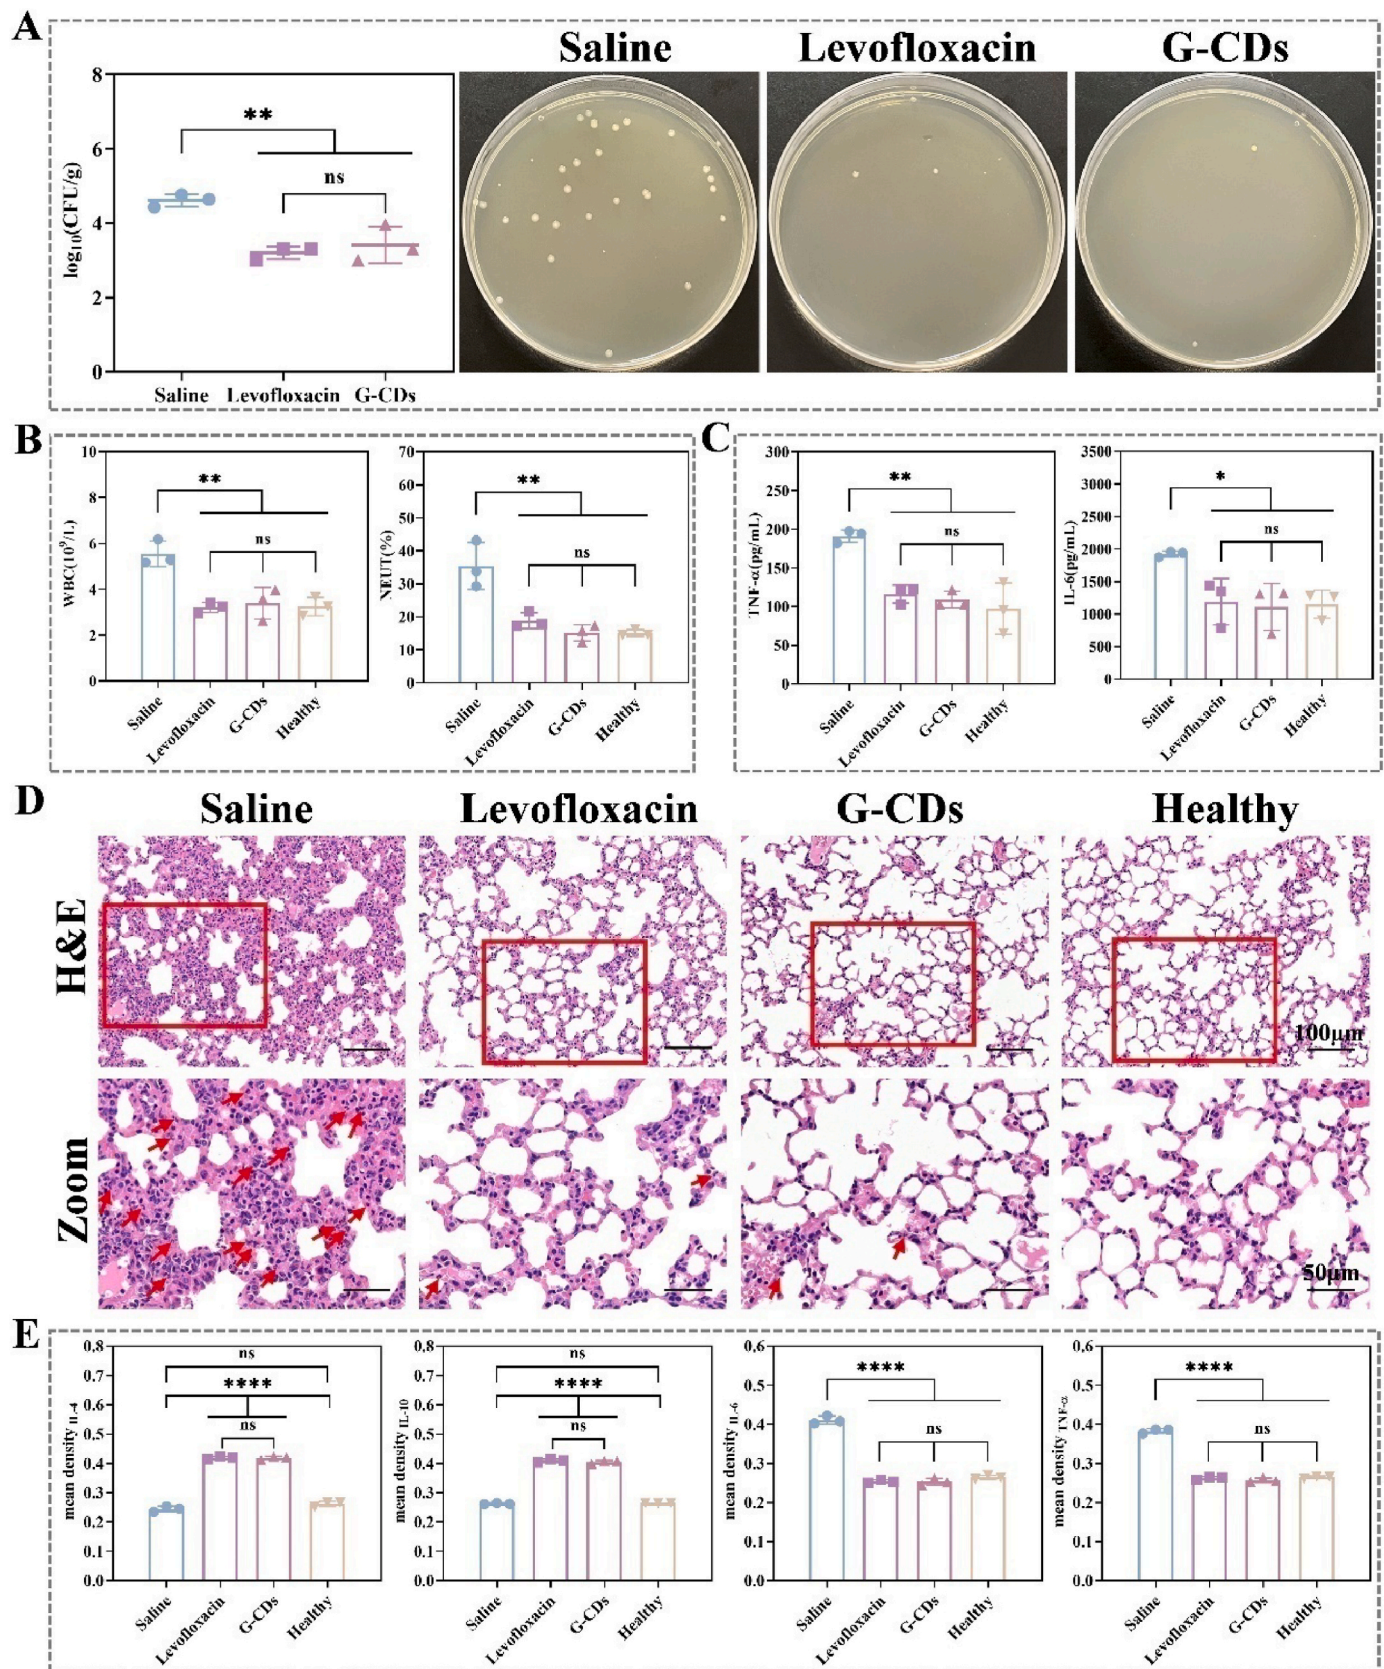 A
Saline Levofloxacin G-CDs
log10(CFU/g)
8
6
4
2
0
**
ns
Saline Levofloxacin G-CDs
B
WBC(10⁹/L)
10
8
6
4
2
0
**
ns
Saline Levofloxacin G-CDs Healthy
NEUT(%)
70
60
50
40
30
20
10
0
**
ns
Saline Levofloxacin G-CDs Healthy
C
TNF-α(pg/mL)
300
250
200
150
100
50
0
**
ns
Saline Levofloxacin G-CDs Healthy
IL-6(pg/mL)
3500
3000
2500
2000
1500
1000
500
0
*
ns
Saline Levofloxacin G-CDs Healthy
D
Saline Levofloxacin G-CDs Healthy
H&E
100μm
Zoom
50μm
E
mean density IL-4
0.8
0.7
0.6
0.5
0.4
0.3
0.2
0.1
0.0
ns
****
ns
Saline Levofloxacin G-CDs Healthy
mean density IL-10
0.8
0.7
0.6
0.5
0.4
0.3
0.2
0.1
0.0
ns
****
ns
Saline Levofloxacin G-CDs Healthy
mean density IL-6
0.6
0.5
0.4
0.3
0.2
0.1
0.0
****
ns
Saline Levofloxacin G-CDs Healthy
mean density TNF-α
0.6
0.5
0.4
0.3
0.2
0.1
0.0
****
ns
Saline Levofloxacin G-CDs Healthy